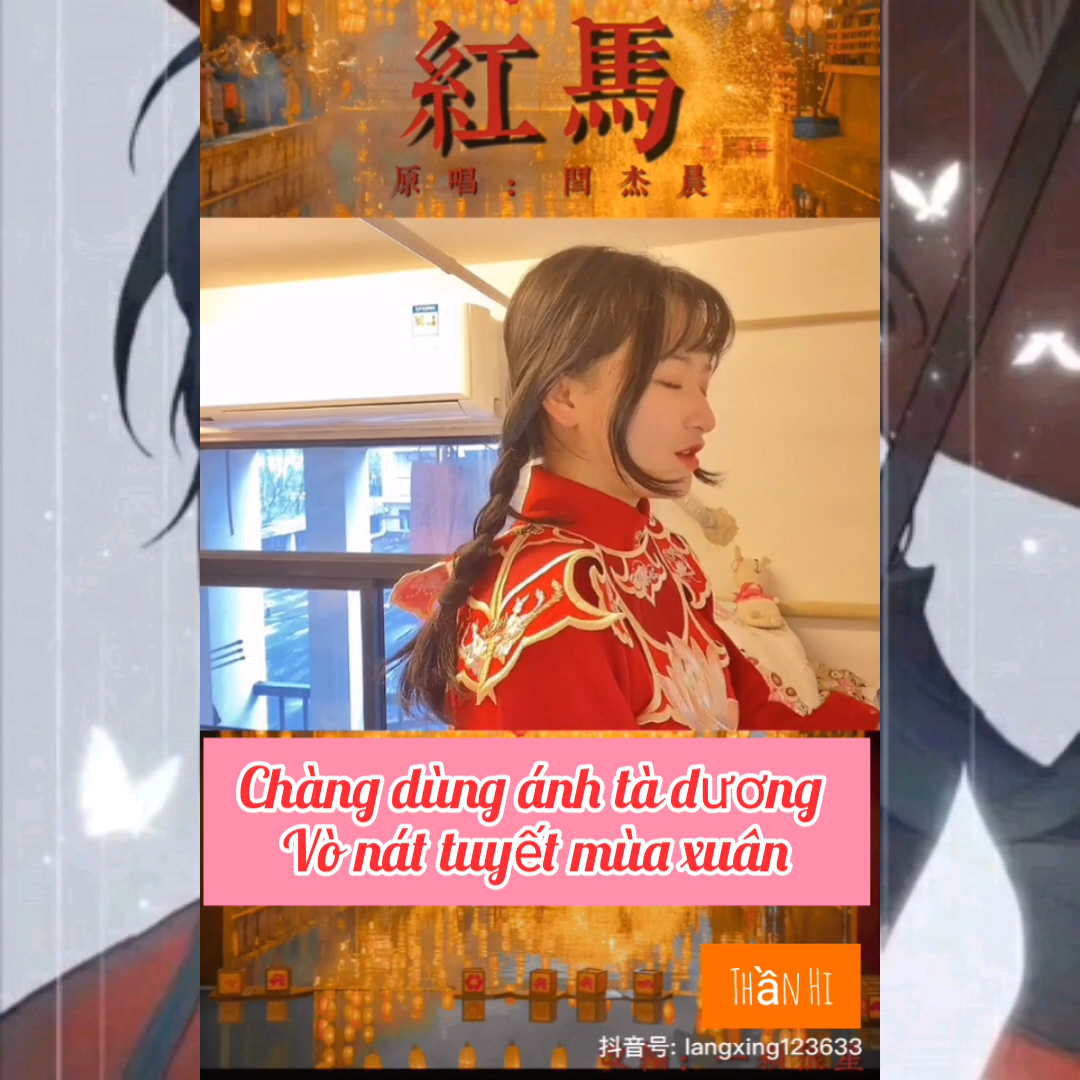 紅馬
原唱：閆杰晨
Chàng dùng ánh tà dương
Vò nát tuyết mùa xuân
Thần Hi
抖音号: langxing123633